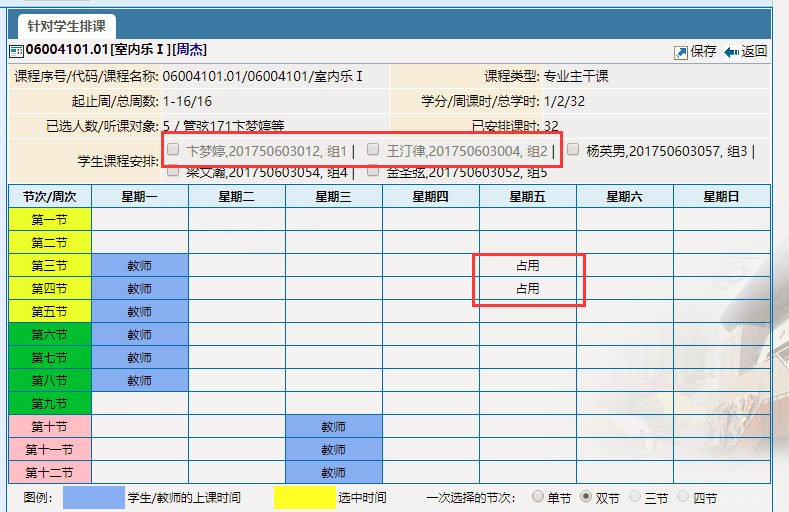 针对学生排课
06004101.01[室内乐Ⅰ][周杰] 保存 返回
课程序号/代码/课程名称: 06004101.01/06004101/室内乐Ⅰ 课程类型: 专业主干课
起止周/总周数: 1-16/16 学分/周课时/总学时: 1/2/32
已选人数/听课对象: 5 / 管弦171卞梦婷等 已安排课时: 32
学生课程安排: 卞梦婷,201750603012, 组1 | 王汀律,201750603004, 组2 | 杨英男,201750603057, 组3 |
梁文瀚,201750603054, 组4 | 金圣弦,201750603052, 组5
节次/周次 星期一 星期二 星期三 星期四 星期五 星期六 星期日
第一节
第二节
第三节 教师 占用
第四节 教师 占用
第五节 教师
第六节 教师
第七节 教师
第八节 教师
第九节
第十节 教师
第十一节 教师
第十二节 教师
图例: 学生/教师的上课时间 选中时间 一次选择的节次: 单节 双节 三节 四节